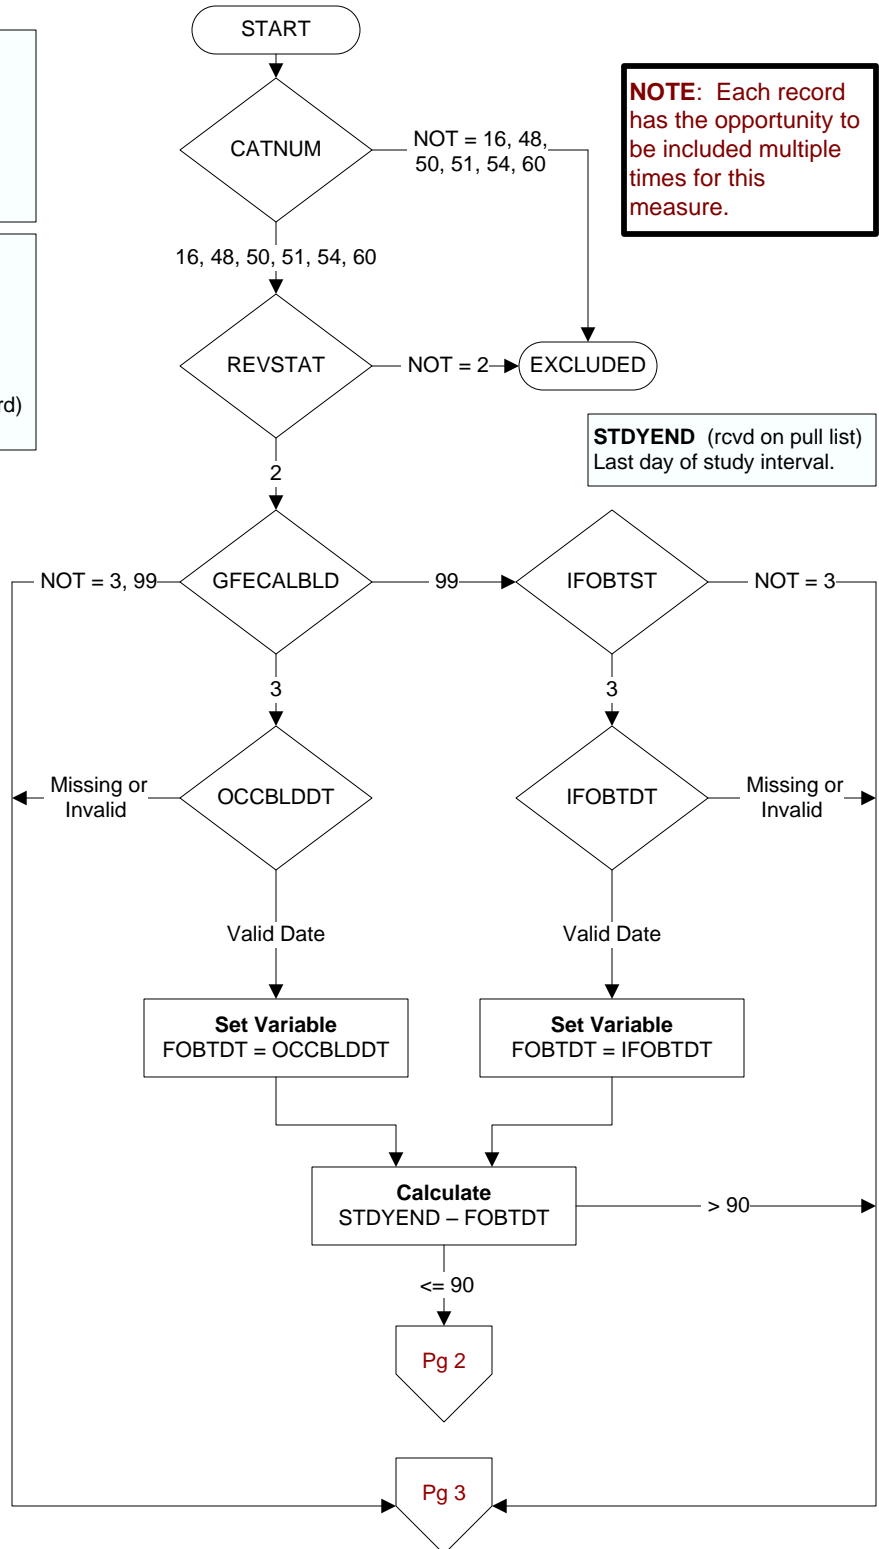 START
CATNUM
NOT = 16, 48,
50, 51, 54, 60
NOTE: Each record
has the opportunity to
be included multiple
times for this
measure.
16, 48, 50, 51, 54, 60
REVSTAT
NOT = 2
EXCLUDED
rd)
STDYEND (rcvd on pull list)
Last day of study interval.
2
NOT = 3, 99
GFECALBLD
99
IFOBTST
NOT = 3
3
3
Missing or
Invalid
OCCBLDDT
IFOBTDT
Missing or
Invalid
Valid Date
Valid Date
Set Variable
FOBTDT = OCCBLDDT
Set Variable
FOBTDT = IFOBTDT
Calculate
STDYEND – FOBTDT
> 90
<= 90
Pg 2
Pg 3